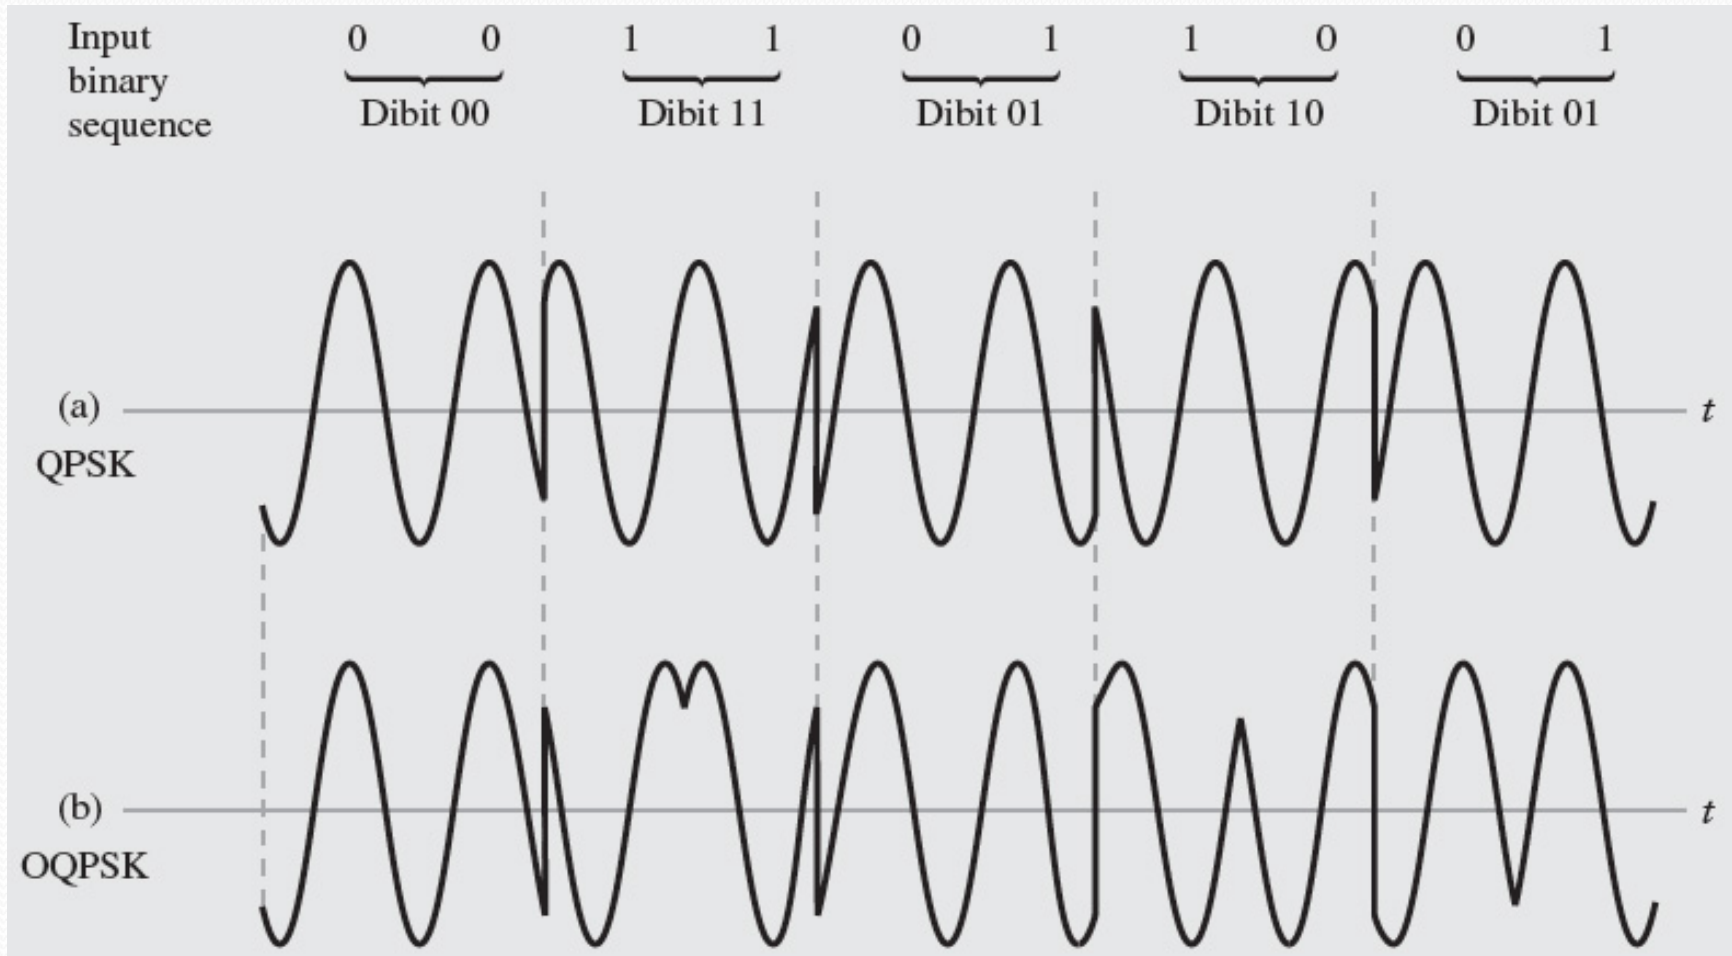 Input
binary
sequence
0 0 1 1 0 1 1 0 0 1
Dibit 00 Dibit 11 Dibit 01 Dibit 10 Dibit 01
(a)
QPSK
t
(b)
OQPSK
t